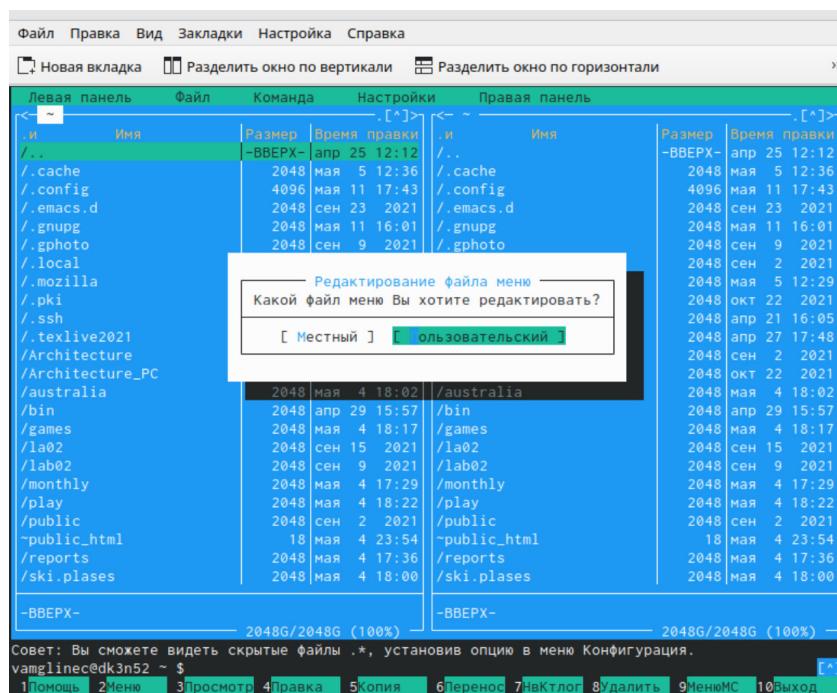 Файл Правка Вид Закладки Настройка Справка
Новая вкладка Разделить окно по вертикали Разделить окно по горизонтали
Левая панель Файл Команда Настройки Правая панель
<─ ~ .[^]> <─ ~ .[^]>
.и Имя Размер Время правки .и Имя Размер Время правки
/.. -ВВЕРХ- апр 25 12:12 /.. -ВВЕРХ- апр 25 12:12
/.cache 2048 мая 5 12:36 /.cache 2048 мая 5 12:36
/.config 4096 мая 11 17:43 /.config 4096 мая 11 17:43
/.emacs.d 2048 сен 23 2021 /.emacs.d 2048 сен 23 2021
/.gnupg 2048 мая 11 16:01 /.gnupg 2048 мая 11 16:01
/.gphoto 2048 сен 9 2021 /.gphoto 2048 сен 9 2021
/.local 2048 сен 2 2021
/.mozilla Редактирование файла меню 2048 мая 5 12:29
/.pki Какой файл меню Вы хотите редактировать? 2048 окт 22 2021
/.ssh 2048 апр 21 16:05
/.texlive2021 [ Местный ] [ ользовательский ] 2048 апр 27 17:48
/Architecture 2048 сен 2 2021
/Architecture_PC 2048 окт 22 2021
/australia 2048 мая 4 18:02 /australia 2048 мая 4 18:02
/bin 2048 апр 29 15:57 /bin 2048 апр 29 15:57
/games 2048 мая 4 18:17 /games 2048 мая 4 18:17
/la02 2048 сен 15 2021 /la02 2048 сен 15 2021
/lab02 2048 сен 9 2021 /lab02 2048 сен 9 2021
/monthly 2048 мая 4 17:29 /monthly 2048 мая 4 17:29
/play 2048 мая 4 18:22 /play 2048 мая 4 18:22
/public 2048 сен 2 2021 /public 2048 сен 2 2021
~public_html 18 мая 4 23:54 ~public_html 18 мая 4 23:54
/reports 2048 мая 4 17:36 /reports 2048 мая 4 17:36
/ski.plases 2048 мая 4 18:00 /ski.plases 2048 мая 4 18:00
-ВВЕРХ- -ВВЕРХ-
2048G/2048G (100%) 2048G/2048G (100%)
Совет: Вы сможете видеть скрытые файлы .*, установив опцию в меню Конфигурация.
vamglinec@dk3n52 ~ $ [^
1Помощь 2Меню 3Просмотр 4Правка 5Копия 6Перенос 7НвКтлог 8Удалить 9МенюМС 10Выход